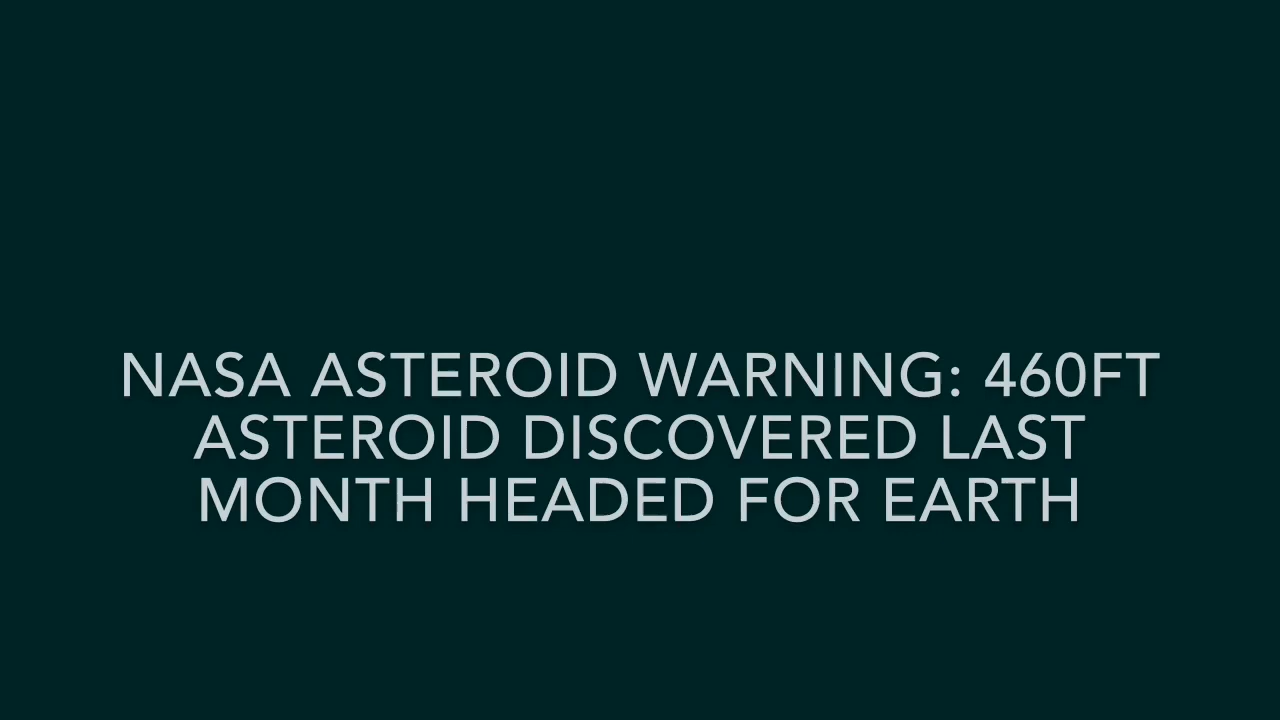 NASA ASTEROID WARNING: 460FT
ASTEROID DISCOVERED LAST
MONTH HEADED FOR EARTH